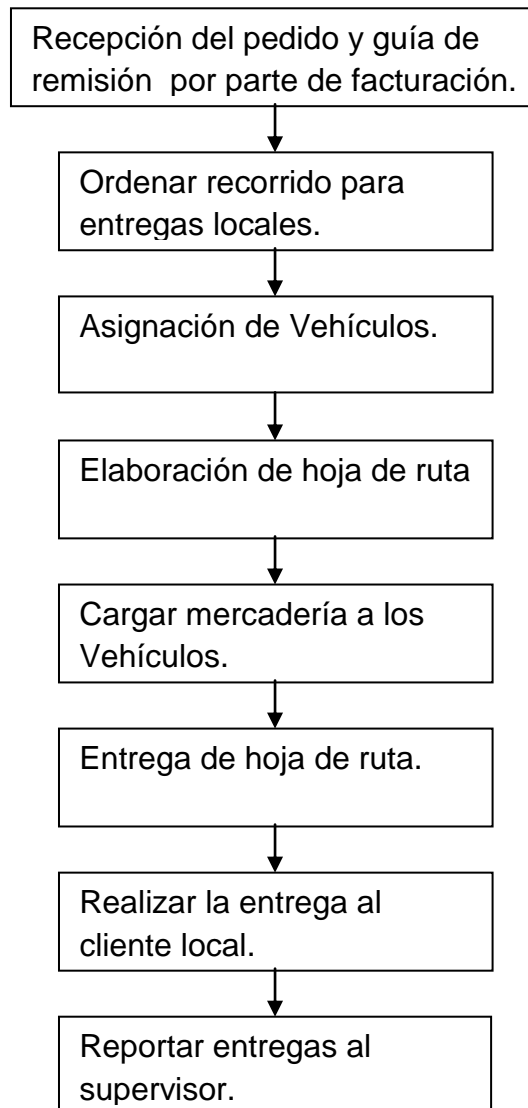 Recepción del pedido y guía de
remisión por parte de facturación.
Ordenar recorrido para
entregas locales.
Asignación de Vehículos.
Elaboración de hoja de ruta
Cargar mercadería a los
Vehículos.
Entrega de hoja de ruta.
Realizar la entrega al
cliente local.
Reportar entregas al
supervisor.